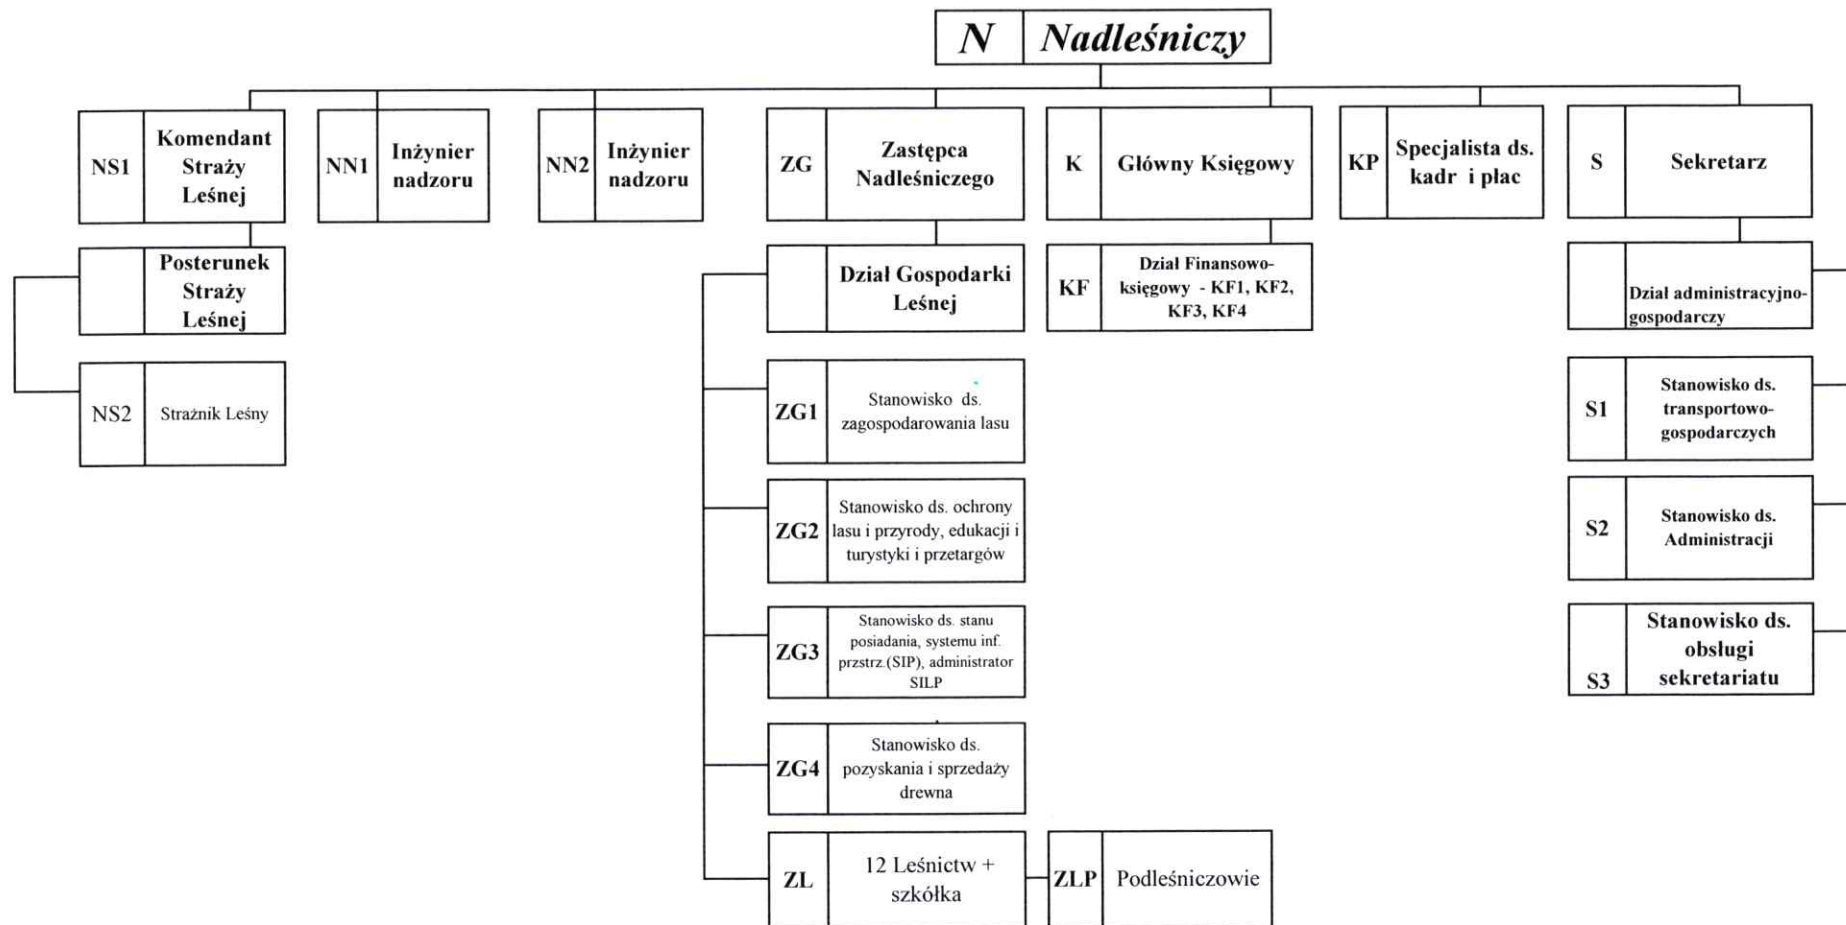 N Nadleśniczy
NS1
Komendant
Straży
Leśnej
NN1
Inżynier
nadzoru
NN2
Inżynier
nadzoru
ZG
Zastępca
Nadleśniczego
K
Główny Księgowy
KP
Specjalista ds.
kadr i płac
S
Sekretarz
Posterunek
Straży
Leśnej
Dział Gospodarki
Leśnej
KF
Dział Finansowo-
księgowy - KF1, KF2,
KF3, KF4
Dział administracyjno-
gospodarczy
NS2
Strażnik Leśny
ZG1
Stanowisko ds.
zagospodarowania lasu
S1
Stanowisko ds.
transportowo-
gospodarczych
ZG2
Stanowisko ds. ochrony
lasu i przyrody, edukacji i
turystyki i przetargów
S2
Stanowisko ds.
Administracji
ZG3
Stanowisko ds. stanu
posiadania, systemu inf.
przstrz.(SIP), administrator
SILP
S3
Stanowisko ds.
obsługi
sekretariatu
ZG4
Stanowisko ds.
pozyskania i sprzedaży
drewna
ZL
12 Leśnictw +
szkółka
ZLP
Podleśniczowie